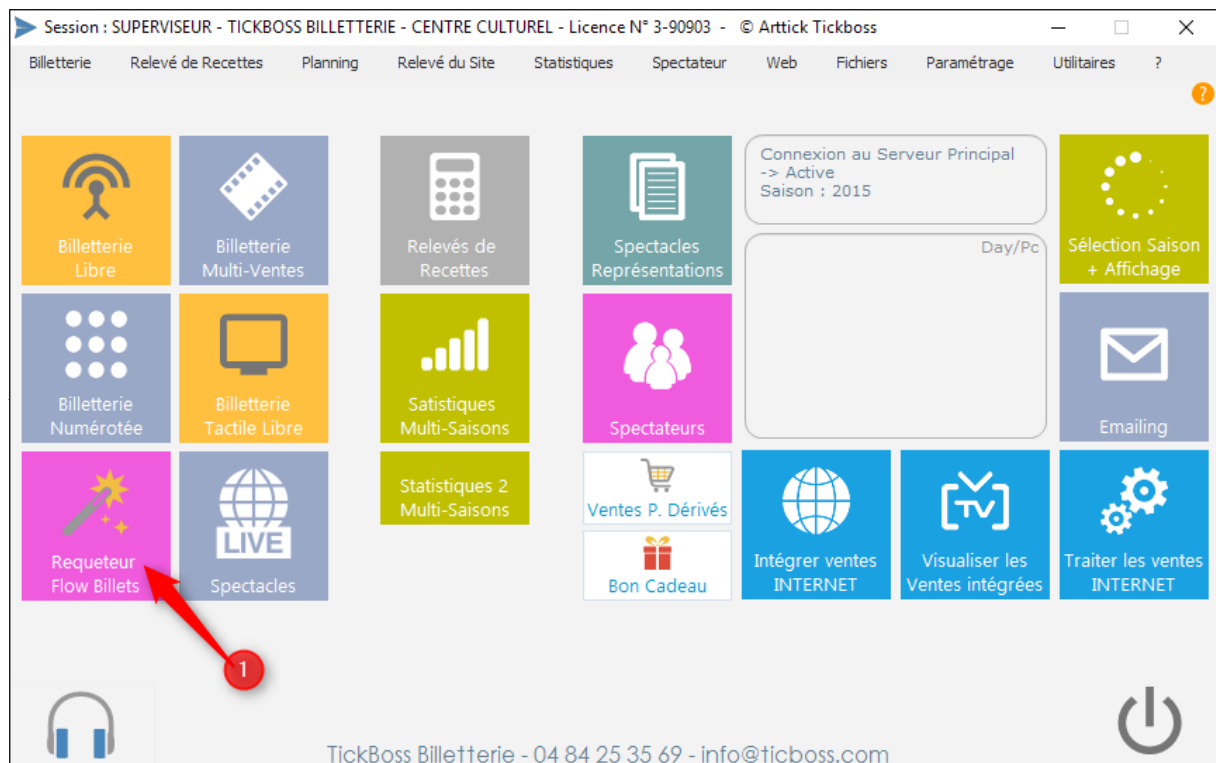 Session : SUPERVISEUR - TICKBOSS BILLETTERIE - CENTRE CULTUREL - Licence N° 3-90903 - © Arttick Tickboss
Billetterie Relevé de Recettes Planning Relevé du Site Statistiques Spectateur Web Fichiers Paramétrage Utilitaires ?
?
Billetterie
Libre
Billetterie
Multi-Ventes
Relevés de
Recettes
Spectacles
Représentations
Connexion au Serveur Principal
-> Active
Saison : 2015
Day/Pc
Sélection Saison
+ Affichage
Billetterie
Numérotée
Billetterie
Tactile Libre
Satistiques
Multi-Saisons
Spectateurs
Emailing
Requeteur
Flow Billets
LIVE
Spectacles
Statistiques 2
Multi-Saisons
Ventes P. Dérivés
Bon Cadeau
Intégrer ventes
INTERNET
TV
Visualiser les
Ventes intégrées
Traiter les ventes
INTERNET
1
TickBoss Billetterie - 04 84 25 35 69 - info@ticboss.com